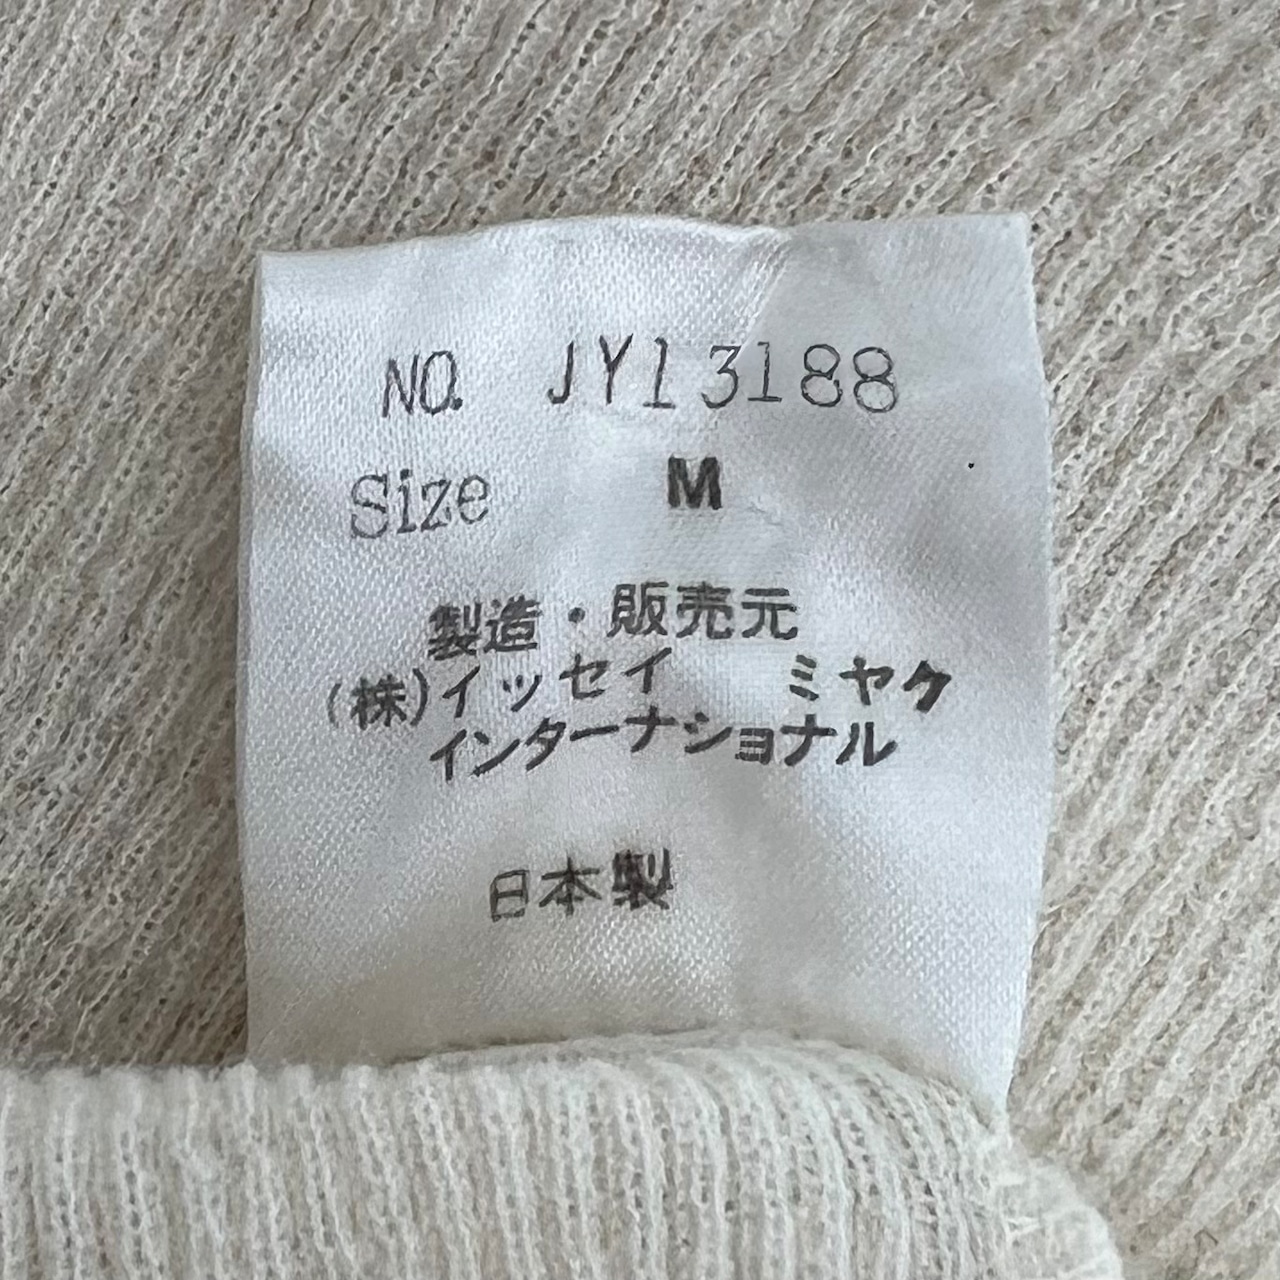 NO. JY13188
Size M
製造・販売元
(株)イッセイ ミヤケ
インターナショナル
日本製